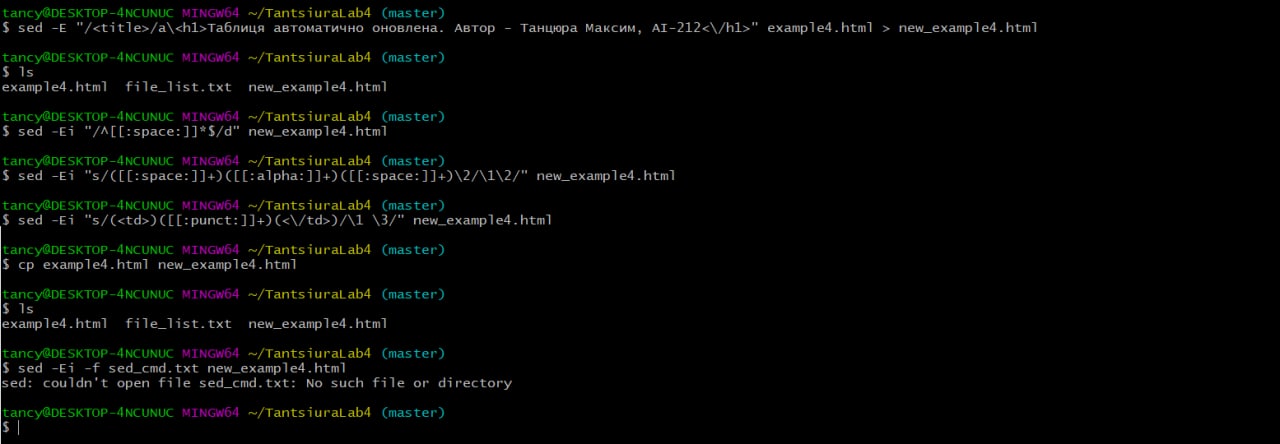 tancy@DESKTOP-4NCUNUC MINGW64 ~/TantsiuraLab4 (master)
$ sed -E "/<title>/a\<h1>Таблиця автоматично оновлена. Автор - Танцюра Максим, AI-212<\/h1>" example4.html > new_example4.html
tancy@DESKTOP-4NCUNUC MINGW64 ~/TantsiuraLab4 (master)
$ ls
example4.html  file_list.txt  new_example4.html
tancy@DESKTOP-4NCUNUC MINGW64 ~/TantsiuraLab4 (master)
$ sed -Ei "/^[[:space:]]*$/d" new_example4.html
tancy@DESKTOP-4NCUNUC MINGW64 ~/TantsiuraLab4 (master)
$ sed -Ei "s/([[:space:]]+)([[:alpha:]]+)([[:space:]]+)\2/\1\2/" new_example4.html
tancy@DESKTOP-4NCUNUC MINGW64 ~/TantsiuraLab4 (master)
$ sed -Ei "s/(<td>)([[:punct:]]+)(<\/td>)/\1 \3/" new_example4.html
tancy@DESKTOP-4NCUNUC MINGW64 ~/TantsiuraLab4 (master)
$ cp example4.html new_example4.html
tancy@DESKTOP-4NCUNUC MINGW64 ~/TantsiuraLab4 (master)
$ ls
example4.html  file_list.txt  new_example4.html
tancy@DESKTOP-4NCUNUC MINGW64 ~/TantsiuraLab4 (master)
$ sed -Ei -f sed_cmd.txt new_example4.html
sed: couldn't open file sed_cmd.txt: No such file or directory
tancy@DESKTOP-4NCUNUC MINGW64 ~/TantsiuraLab4 (master)
$